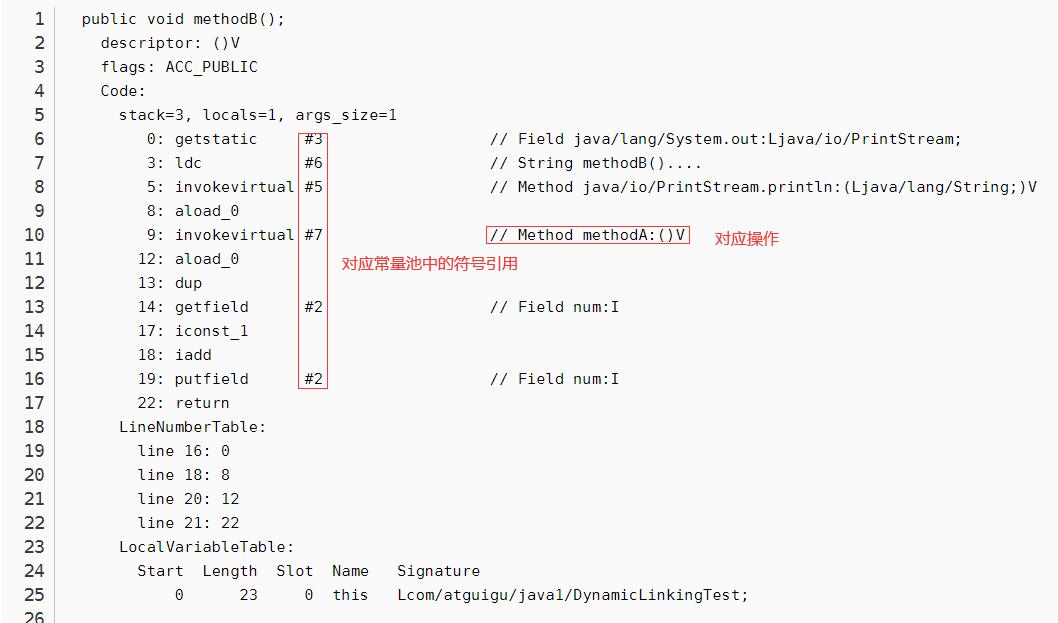 1 public void methodB();
2 descriptor: ()V
3 flags: ACC_PUBLIC
4 Code:
5 stack=3, locals=1, args_size=1
6 0: getstatic #3 // Field java/lang/System.out:Ljava/io/PrintStream;
7 3: ldc #6 // String methodB()....
8 5: invokevirtual #5 // Method java/io/PrintStream.println:(Ljava/lang/String;)V
9 8: aload_0
10 9: invokevirtual #7 // Method methodA:()V 对应操作
11 12: aload_0 对应常量池中的符号引用
12 13: dup
13 14: getfield #2 // Field num:I
14 17: iconst_1
15 18: iadd
16 19: putfield #2 // Field num:I
17 22: return
18 LineNumberTable:
19 line 16: 0
20 line 18: 8
21 line 20: 12
22 line 21: 22
23 LocalVariableTable:
24 Start Length Slot Name Signature
25 0 23 0 this Lcom/atguigu/java1/DynamicLinkingTest;
26